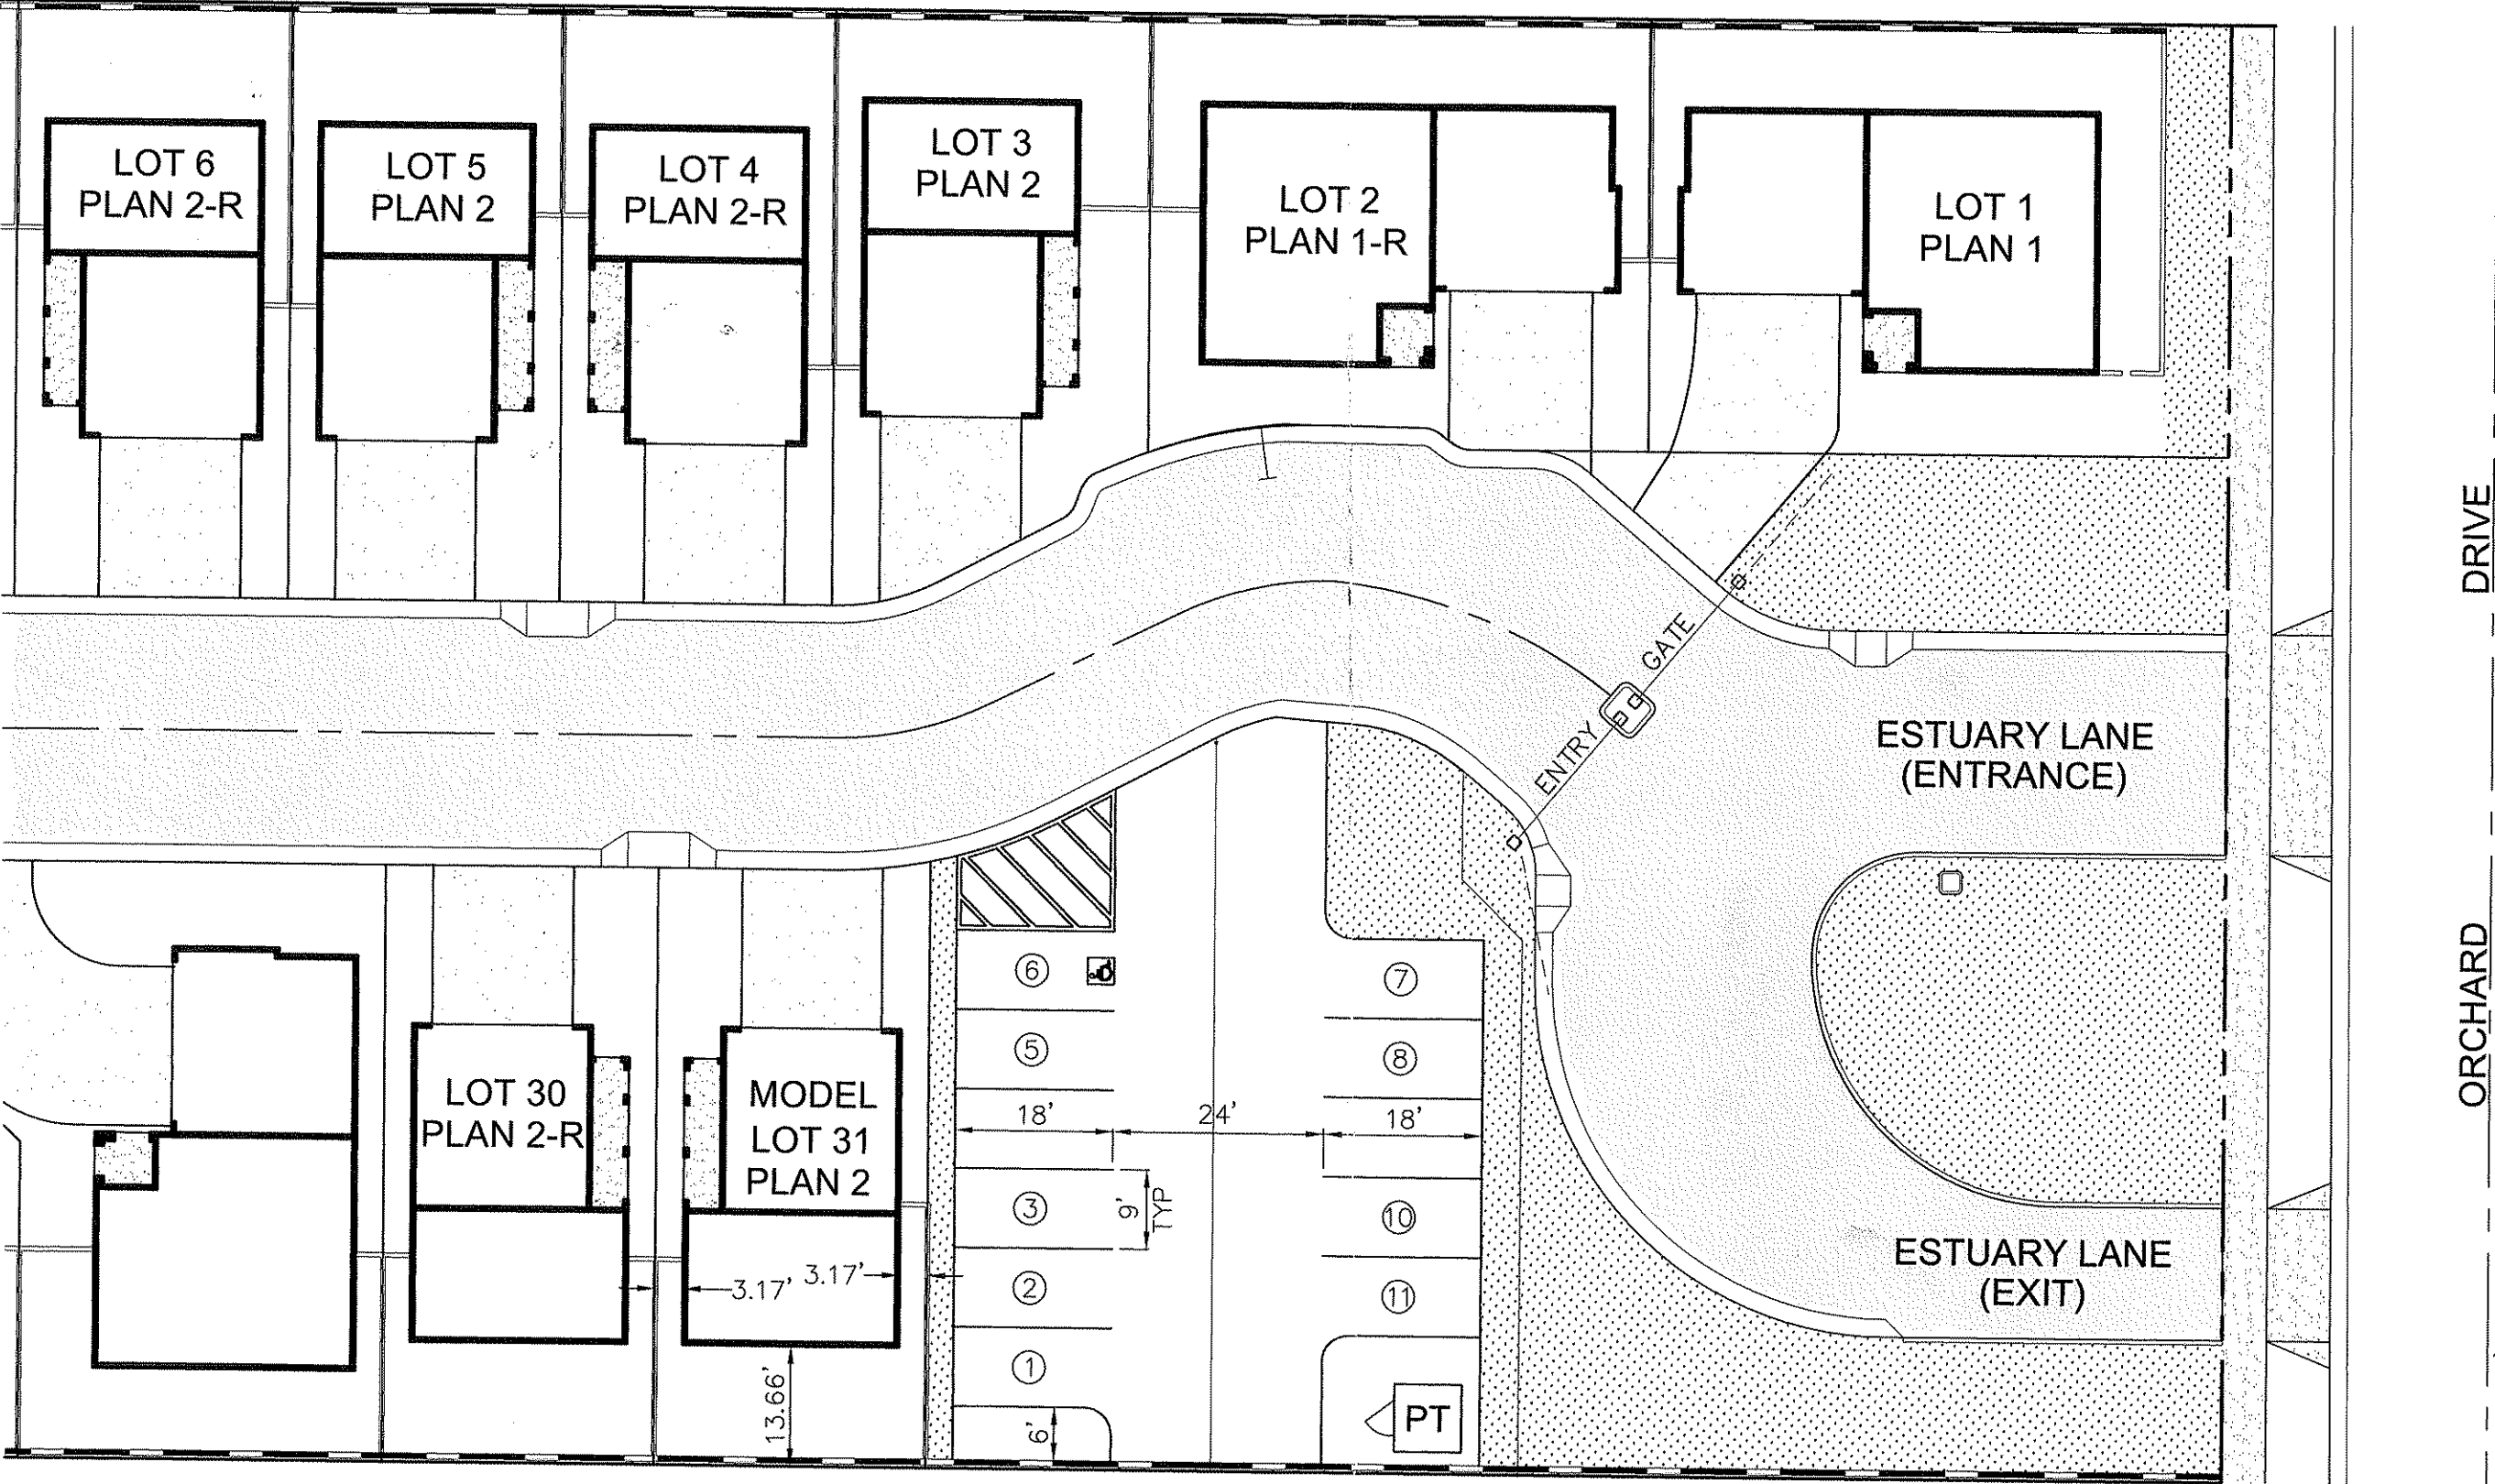 LOT 6
PLAN 2-R
LOT 5
PLAN 2
LOT 4
PLAN 2-R
LOT 3
PLAN 2
LOT 2
PLAN 1-R
LOT 1
PLAN 1
DRIVE
ORCHARD
ENTRY
GATE
ESTUARY LANE
(ENTRANCE)
ESTUARY LANE
(EXIT)
LOT 30
PLAN 2-R
MODEL
LOT 31
PLAN 2
3.17'
3.17'
13.66'
6
5
18'
24'
18'
3
9'
TYP
2
1
6'
7
8
10
11
PT